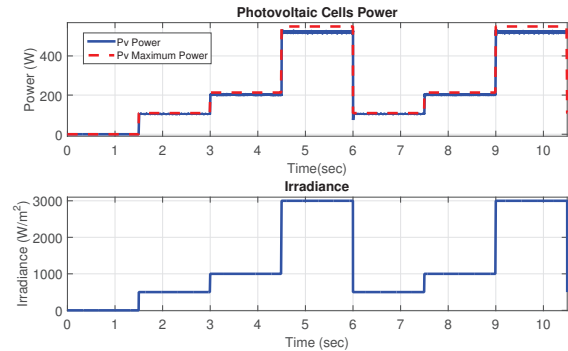 Photovoltaic Cells Power
Pv Power
Pv Maximum Power
Power (W)
400
200
0
0 1 2 3 4 5 6 7 8 9 10
Time(sec)
Irradiance
Irradiance (W/m²)
3000
2000
1000
0
0 1 2 3 4 5 6 7 8 9 10
Time (sec)